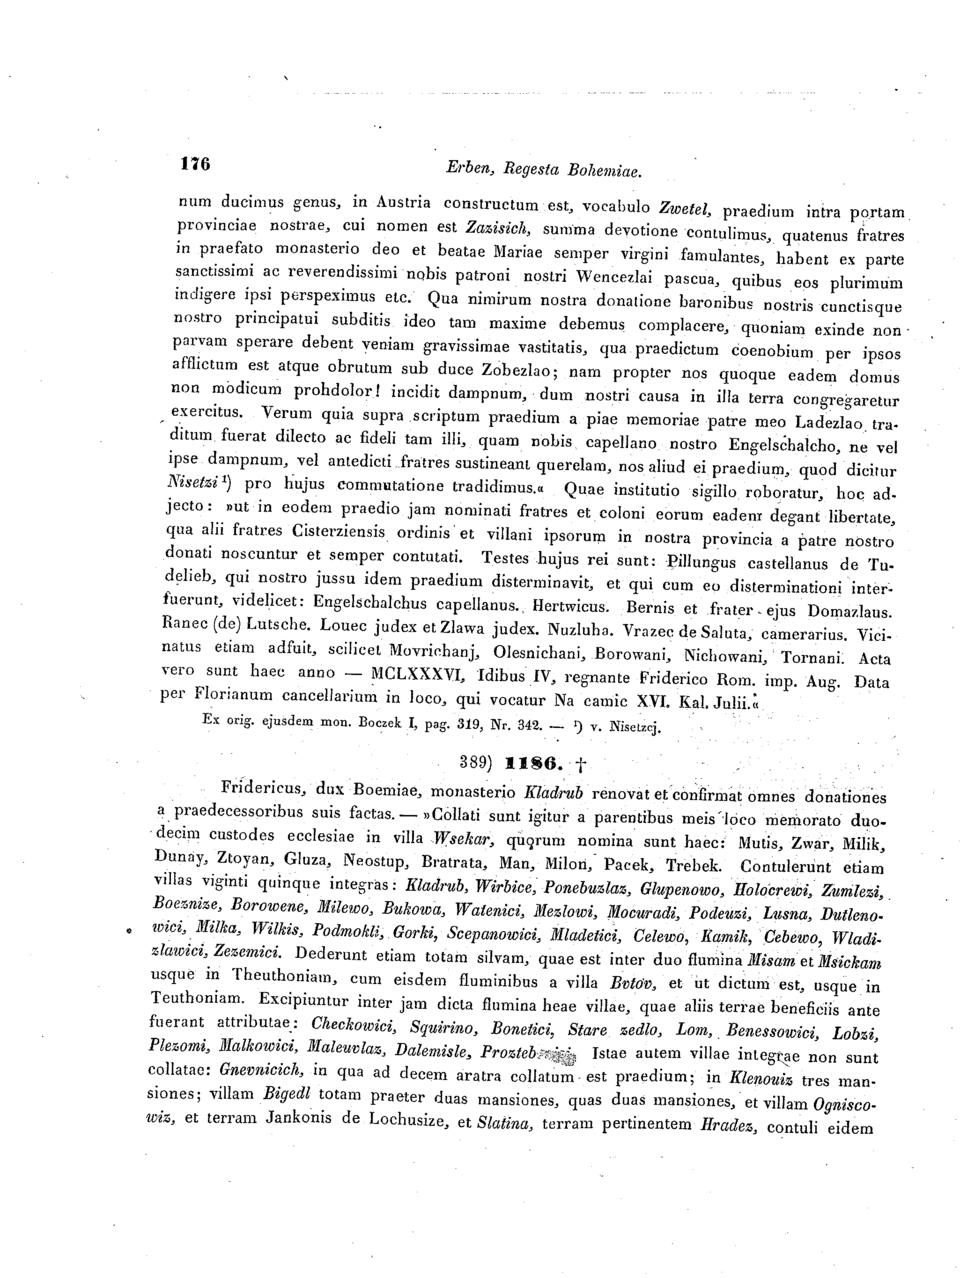 176
Erben, Regesta Bohemiae.
num ducimus genus, in Austria constructum est, vocabulo Zwetel, praedium intra portam
provinciae nostrae, cui nomen est Zazisich, summa devotione contulimus, quatenus fratres
in praefato monasterio deo et beatae Mariae semper virgini famulantes, habent ex parte
sanctissimi ac reverendissimi nobis patroni nostri Wencezlai pascua, quibus eos plurimum
indigere ipsi perspeximus etc. Qua nimirum nostra donatione baronibus nostris cunctisque
nostro principatui subditis ideo tam maxime debemus complacere, quoniam exinde non
parvam sperare debent veniam gravissimae vastitatis, qua praedictum coenobium per ipsos
afflictum est atque obrutum sub duce Zobezlao; nam propter nos quoque eadem domus
non modicum prohdolor! incidit dampnum, dum nostri causa in illa terra congregaretur
exercitus. Verum quia supra scriptum praedium a piae memoriae patre meo Ladezlao tra-
ditum fuerat dilecto ac fideli tam illi, quam nobis capellano nostro Engelschalcho, ne vel
ipse dampnum, vel antedicti fratres sustineant querelam, nos aliud ei praedium, quod dicitur
Nisetzi ¹) pro hujus commutatione tradidimus.« Quae institutio sigillo roboratur, hoc ad-
jecto: »ut in eodem praedio jam nominati fratres et coloni eorum eadem degant libertate,
qua alii fratres Cisterziensis ordinis et villani ipsorum in nostra provincia a patre nostro
donati noscuntur et semper contutati. Testes hujus rei sunt: Pillungus castellanus de Tu-
delieb, qui nostro jussu idem praedium disterminavit, et qui cum eo disterminationi inter-
fuerunt, videlicet: Engelschalchus capellanus. Hertwicus. Bernis et frater ejus Domazlaus.
Ranec (de) Lutsche. Louec judex et Zlawa judex. Nuzluha. Vrazec de Saluta, camerarius. Vici-
natus etiam adfuit, scilicet Movrichanj, Olesnichani, Borowani, Nichowani, Tornani. Acta
vero sunt haec anno — MCLXXXVI, Idibus IV, regnante Friderico Rom. imp. Aug. Data
per Florianum cancellarium in loco, qui vocatur Na camic XVI. Kal. Julii.«
Ex orig. ejusdem mon. Boczek I, pag. 319, Nr. 342. — ¹) v. Nisetzcj.
389) 1186. †
Fridericus, dux Boemiae, monasterio Kladrub renovat et confirmat omnes donationes
a praedecessoribus suis factas. — »Collati sunt igitur a parentibus meis loco memorato duo-
decim custodes ecclesiae in villa Wsekar, quorum nomina sunt haec: Mutis, Zwar, Milik,
Dunay, Ztoyan, Gluza, Neostup, Bratrata, Man, Milon, Pacek, Trebek. Contulerunt etiam
villas viginti quinque integras: Kladrub, Wirbice, Ponebuzlaz, Glupenowo, Holocrewi, Zumlezi,
Boeznize, Borowene, Milewo, Bukowa, Watenici, Mezlowi, Mocuradi, Podeuzi, Lusna, Dutleno-
wici, Milka, Wilkis, Podmokli, Gorki, Scepanowici, Mladetici, Celewo, Kamik, Cebewo, Wladi-
zlawici, Zezemici. Dederunt etiam totam silvam, quae est inter duo flumina Misam et Msickam
usque in Theuthoniam, cum eisdem fluminibus a villa Bvtov, et ut dictum est, usque in
Teuthoniam. Excipiuntur inter jam dicta flumina heae villae, quae aliis terrae beneficiis ante
fuerant attributae: Checkowici, Squirino, Bonetici, Stare zedlo, Lom, Benessowici, Lobzi,
Plezomi, Malkowici, Maleuvlaz, Dalemisle, Istae autem villae integrae non sunt
collatae: Gnevnicich, in qua ad decem aratra collatum est praedium; in Klenouiz tres man-
siones; villam Bigedl totam praeter duas mansiones, quas duas mansiones, et villam Ognisco-
wiz, et terram Jankonis de Lochusize, et Slatina, terram pertinentem Hradez, contuli eidem